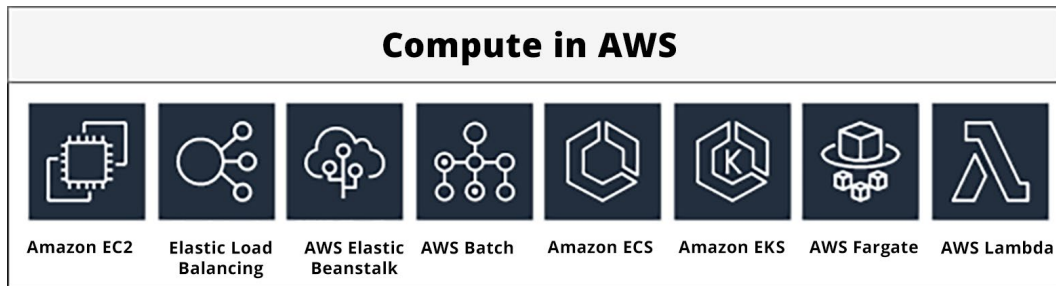 Compute in AWS
Amazon EC2
Elastic Load
Balancing
AWS Elastic
Beanstalk
AWS Batch
Amazon ECS
K
Amazon EKS
AWS Fargate
AWS Lambda